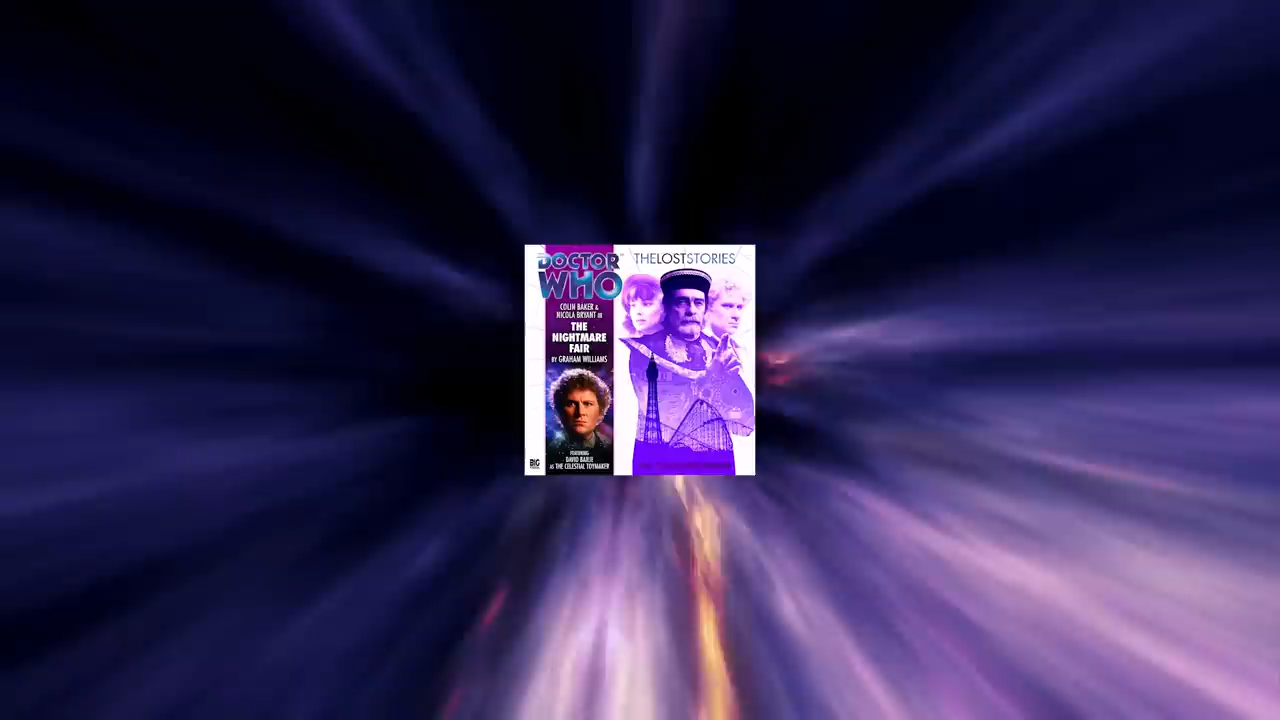 DOCTOR
WHO
COLIN BAKER &
NICOLA BRYANT IN
THE
NIGHTMARE
FAIR
BY GRAHAM WILLIAMS
FEATURING
DAVID BAILIE
AS THE CELESTIAL TOYMAKER
BIG
THELOSTSTORIES